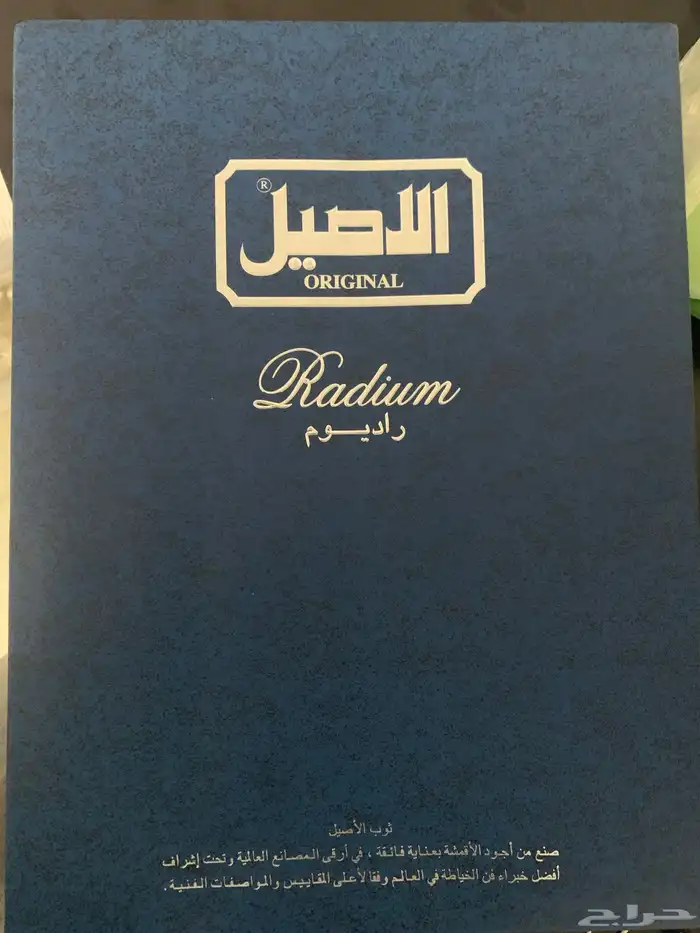 الأصيل ®
ORIGINAL
Radium
راديوم
ثوب الأصيل
صنع من أجود الأقمشة بعناية فائقة ، في أرقى المصانع العالمية وتحت إشراف
أفضل خبراء فن الخياطة في العالم وفقا لأعلى المقاييس والمواصفات الفنية .
حراج